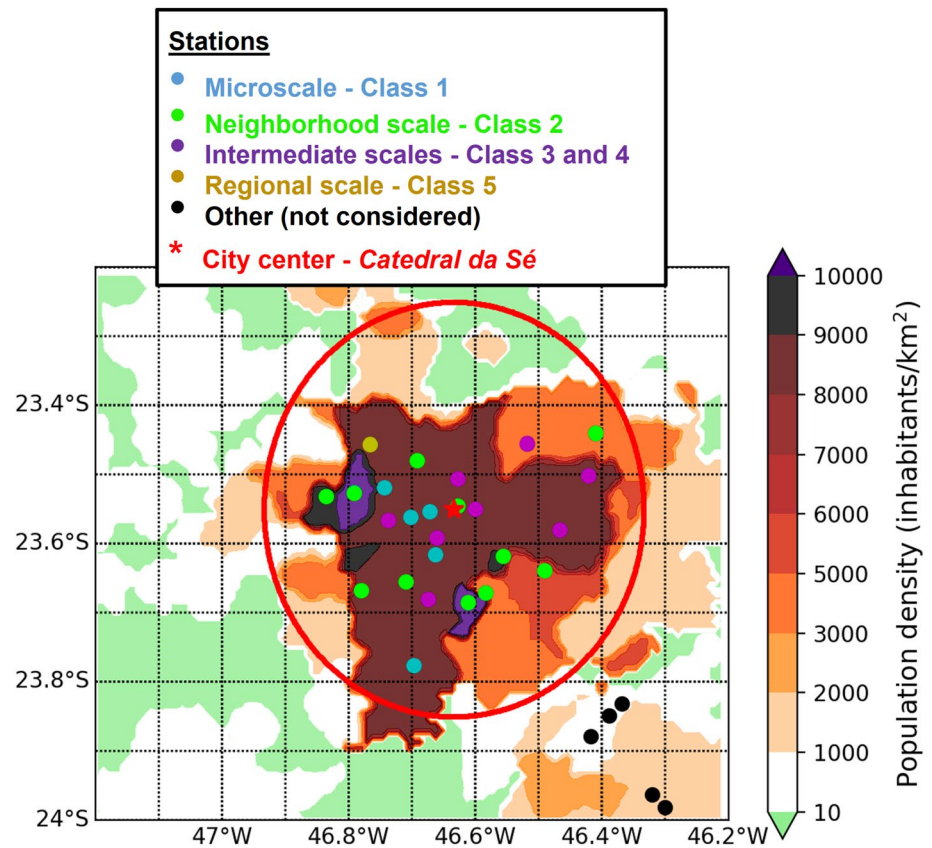 Stations
Microscale - Class 1
Neighborhood scale - Class 2
Intermediate scales - Class 3 and 4
Regional scale - Class 5
Other (not considered)
* City center - Catedral da Sé
23.4°S
23.6°S
23.8°S
24°S
47°W
46.8°W
46.6°W
46.4°W
46.2°W
10000
9000
8000
7000
6000
5000
3000
2000
1000
10
Population density (inhabitants/km²)